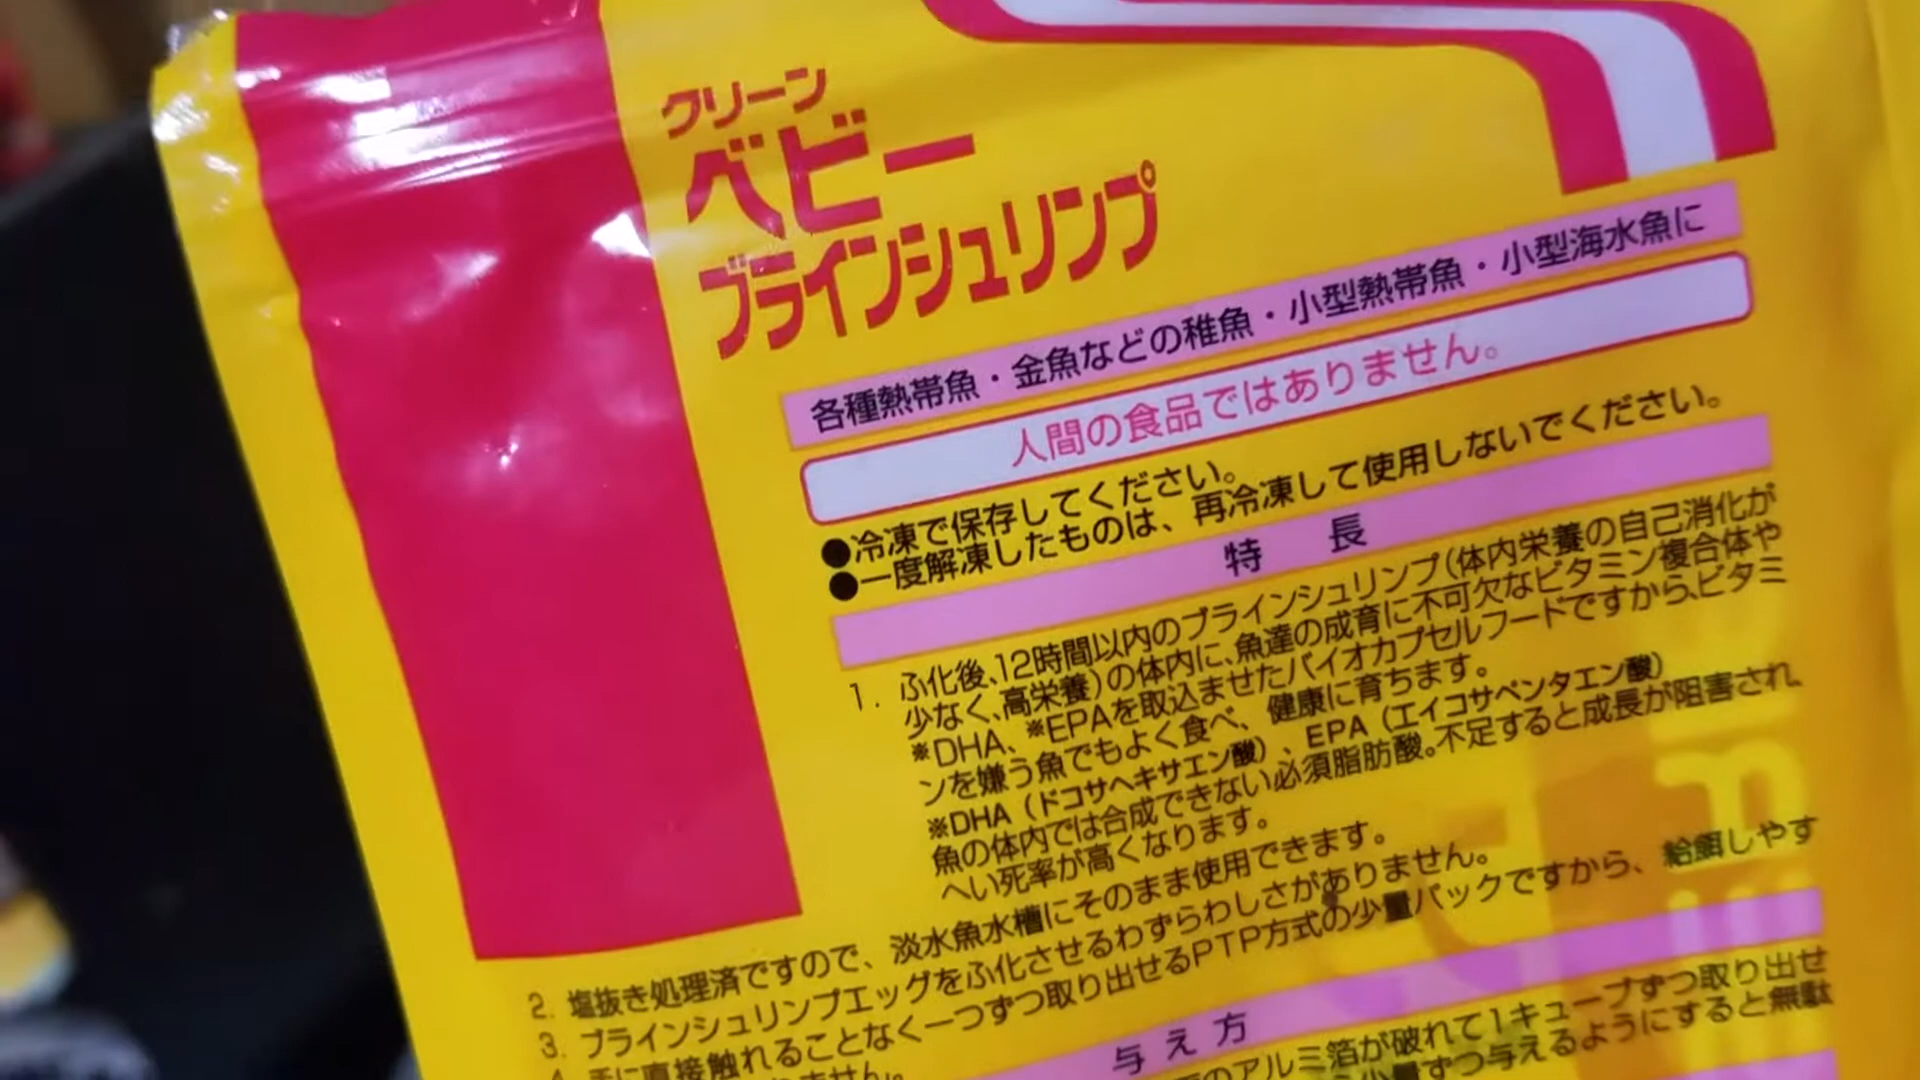 クリーン
ベビー
ブラインシュリンプ
各種熱帯魚・金魚などの稚魚・小型熱帯魚・小型海水魚に
人間の食品ではありません。
●冷凍で保存してください。
●一度解凍したものは、再冷凍して使用しないでください。
特 長
1. ふ化後、12時間以内のブラインシュリンプ(体内栄養の自己消化が
少なく、高栄養)の体内に、魚達の成育に不可欠なビタミン複合体や
※DHA、※EPAを取込ませたバイオカプセルフードですから、ビタミ
ンを嫌う魚でもよく食べ、健康に育ちます。
※DHA(ドコサヘキサエン酸)、EPA(エイコサペンタエン酸)
魚の体内では合成できない必須脂肪酸。不足すると成長が阻害され、
へい死率が高くなります。
2. 塩抜き処理済ですので、淡水魚水槽にそのまま使用できます。
3. ブラインシュリンプエッグをふ化させるわずらわしさがありません。
4. 手に直接触れることなく一つずつ取り出せるPTP方式の少量パックですから、給餌しやす
ません。
与え方
のアルミ箔が破れて1キューブずつ取り出せ
少量ずつ与えるようにすると無駄